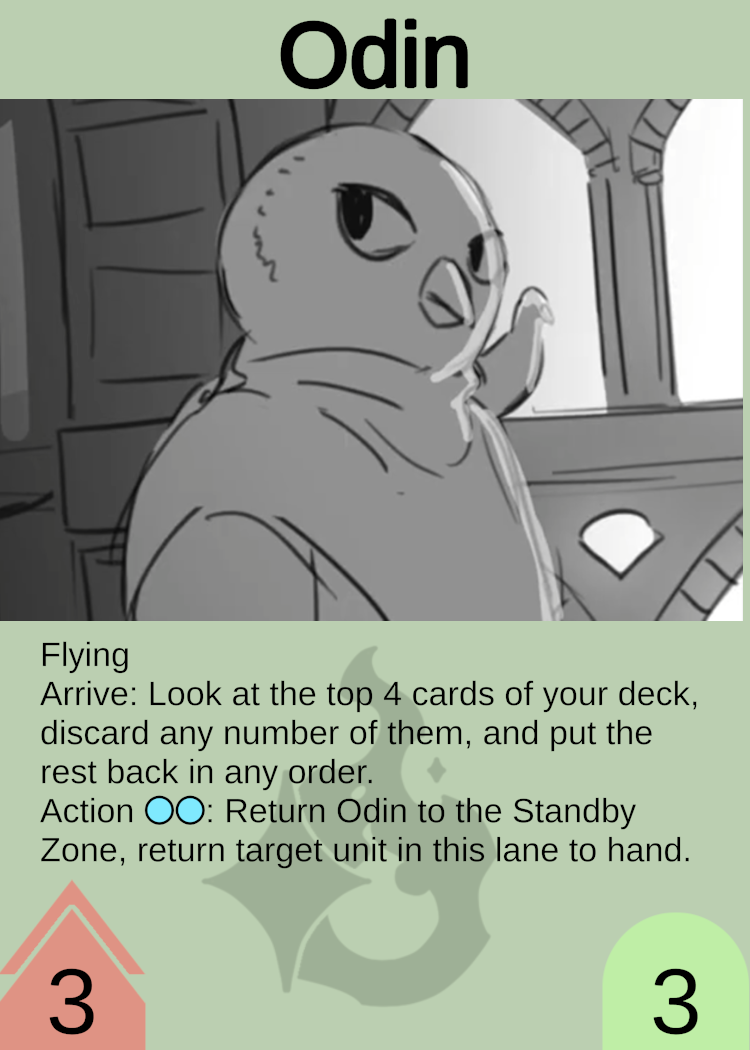 Odin
Flying
Arrive: Look at the top 4 cards of your deck,
discard any number of them, and put the
rest back in any order.
Action : Return Odin to the Standby
Zone, return target unit in this lane to hand.
3
3